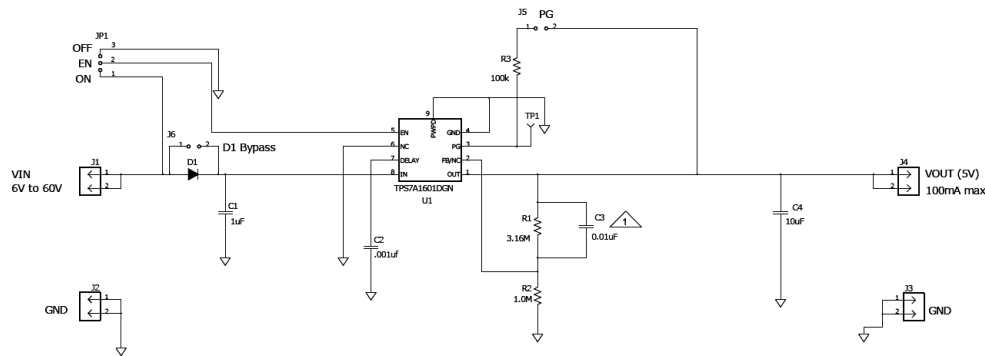 J5 PG
1 2
JP1
OFF 3
EN 2
ON 1
R3
100k
9
PWPD
TP1
J6
1 2 D1 Bypass
D1
5 EN GND 4
6 NC PG 3
7 DELAY FB/NC 2
8 IN OUT 1
TPS7A1601DGN
U1
J1
VIN
6V to 60V
1
2
J4
1
2
VOUT (5V)
100mA max
C1
1uF
R1
3.16M
C3
0.01uF
1
C4
10uF
C2
.001uf
R2
1.0M
J2
GND
1
2
J3
1
2
GND